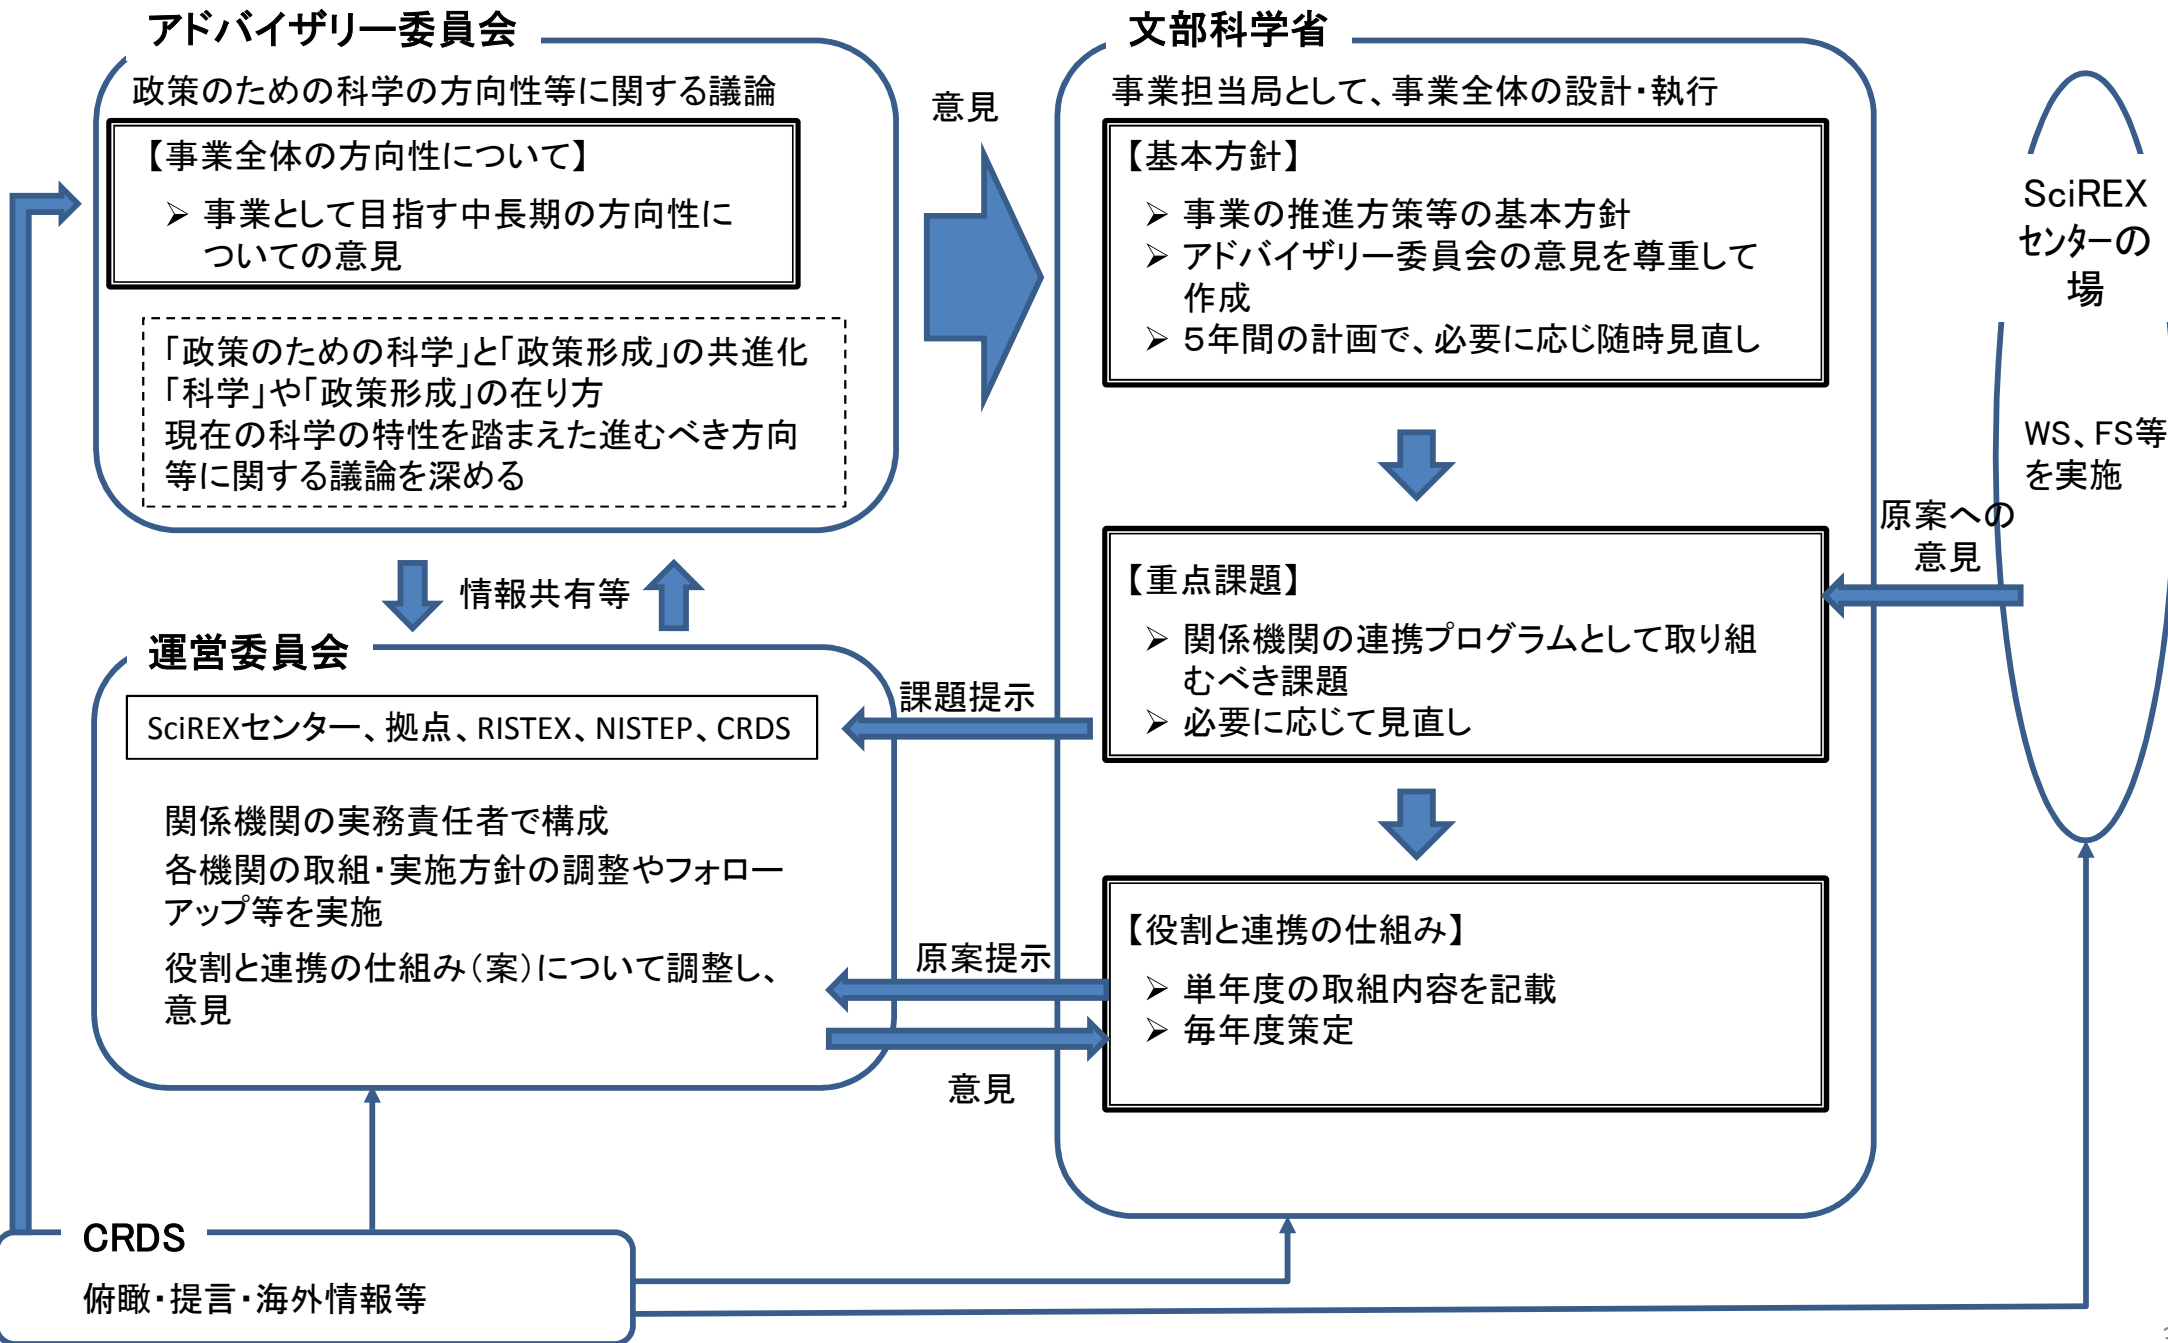 アドバイザリー委員会
政策のための科学の方向性等に関する議論
【事業全体の方向性について】
➢ 事業として目指す中長期の方向性に
ついての意見
「政策のための科学」と「政策形成」の共進化
「科学」や「政策形成」の在り方
現在の科学の特性を踏まえた進むべき方向
等に関する議論を深める
意見
文部科学省
事業担当局として、事業全体の設計・執行
【基本方針】
➢ 事業の推進方策等の基本方針
➢ アドバイザリー委員会の意見を尊重して
作成
➢ 5年間の計画で、必要に応じ随時見直し
SciREX
センターの
場
WS、FS等
を実施
原案への
意見
【重点課題】
➢ 関係機関の連携プログラムとして取り組
むべき課題
➢ 必要に応じて見直し
情報共有等
運営委員会
SciREXセンター、拠点、RISTEX、NISTEP、CRDS
関係機関の実務責任者で構成
各機関の取組・実施方針の調整やフォロー
アップ等を実施
役割と連携の仕組み(案)について調整し、
意見
課題提示
原案提示
意見
【役割と連携の仕組み】
➢ 単年度の取組内容を記載
➢ 毎年度策定
CRDS
俯瞰・提言・海外情報等